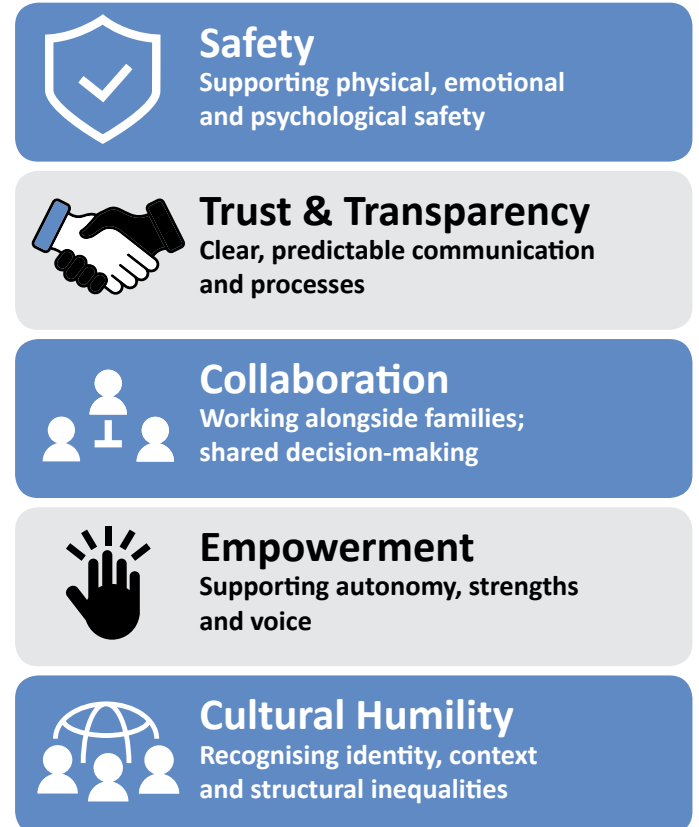 Safety
Supporting physical, emotional
and psychological safety
Trust & Transparency
Clear, predictable communication
and processes
Collaboration
Working alongside families;
shared decision-making
Empowerment
Supporting autonomy, strengths
and voice
Cultural Humility
Recognising identity, context
and structural inequalities